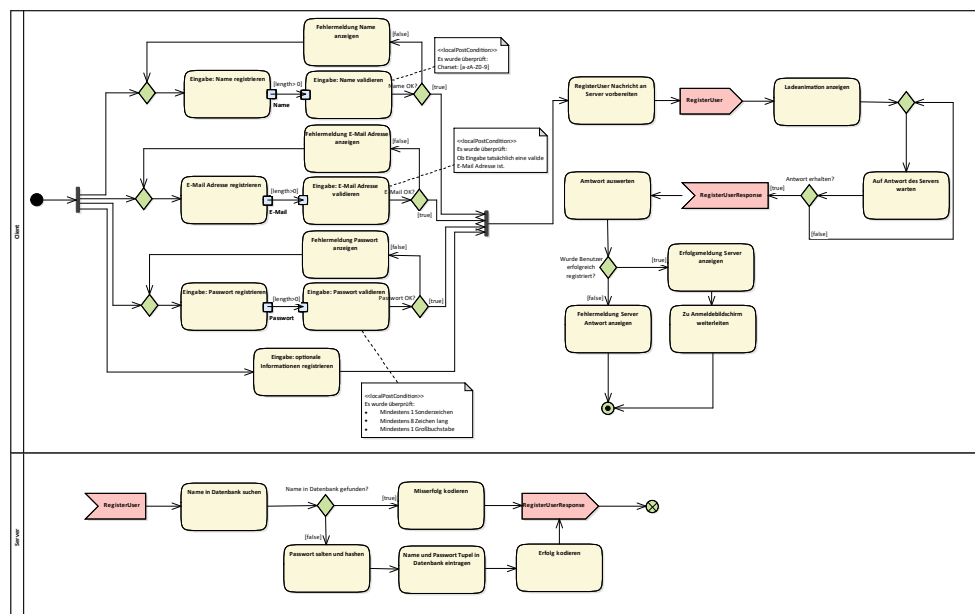 Client
Fehlermeldung Name
anzeigen
[false]
<<localPostCondition>>
Es wurde überprüft:
Charset: [a-zA-Z0-9]
Eingabe: Name registrieren
[length> 0]
Name
Eingabe: Name validieren
Name OK?
[true]
Fehlermeldung E-Mail Adresse
anzeigen
[false]
<<localPostCondition>>
Es wurde überprüft:
Ob Eingabe tatsächlich eine valide
E-Mail Adresse ist.
E-Mail Adresse registrieren
[length>0]
E-Mail
Eingabe: E-Mail Adresse
validieren
E-Mail OK?
[true]
Fehlermeldung Passwort
anzeigen
[false]
Eingabe: Passwort registrieren
[length>0]
Passwort
Eingabe: Passwort validieren
Passwort OK?
[true]
Eingabe: optionale
Informationen registrieren
<<localPostCondition>>
Es wurde überprüft:
• Mindestens 1 Sonderzeichen
• Mindestens 8 Zeichen lang
• Mindestens 1 Großbuchstabe
RegisterUser Nachricht an
Server vorbereiten
RegisterUser
Ladeanimation anzeigen
Auf Antwort des Servers
warten
Antwort erhalten?
[true]
[false]
RegisterUserResponse
Amtwort auswerten
Wurde Benutzer
erfolgreich
registriert?
[true]
Erfolgsmeldung Server
anzeigen
[false]
Fehlermeldung Server
Antwort anzeigen
Zu Anmeldebildschirm
weiterleiten
Server
RegisterUser
Name in Datenbank suchen
Name in Datenbank gefunden?
[true]
Misserfolg kodieren
RegisterUserResponse
[false]
Passwort salten und hashen
Name und Passwort Tupel in
Datenbank eintragen
Erfolg kodieren